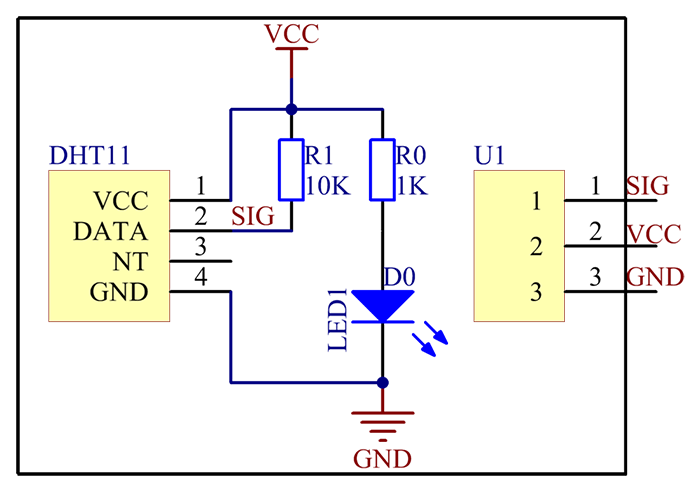 VCC
DHT11
VCC 1
DATA 2 SIG
NT 3
GND 4
R1
10K
R0
1K
D0
LED1
GND
U1
1 1 SIG
2 2 VCC
3 3 GND